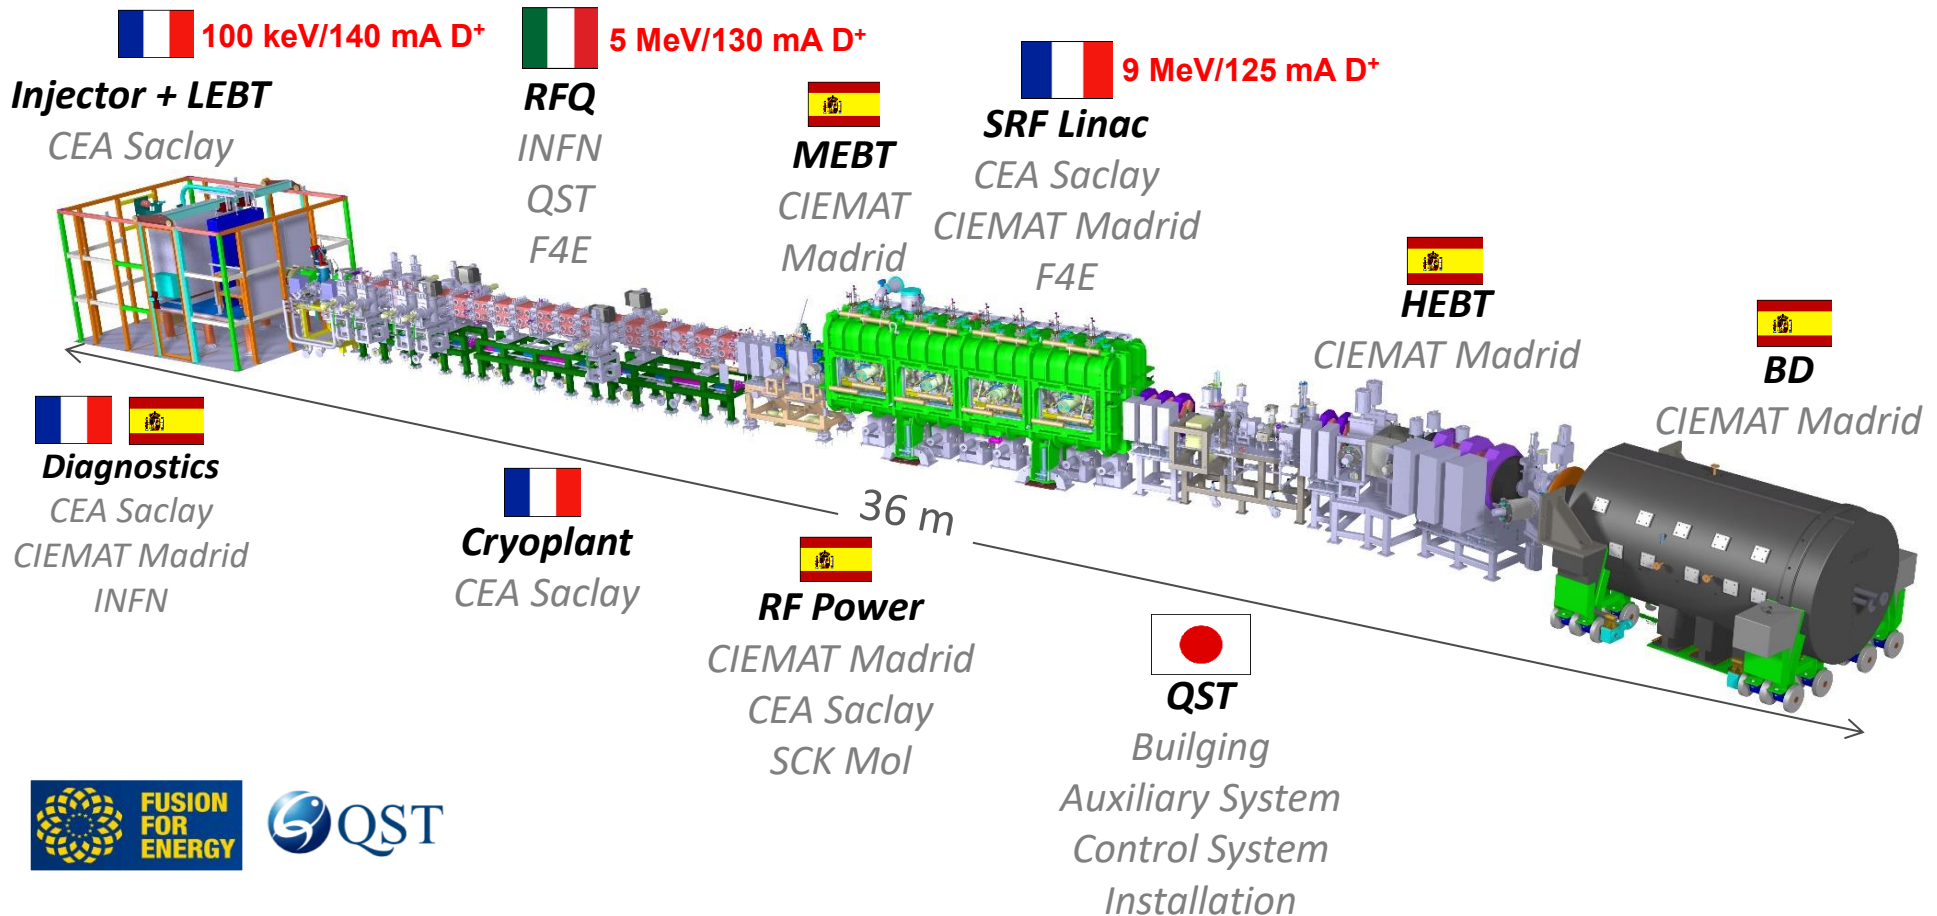 100 keV/140 mA D⁺
Injector + LEBT
CEA Saclay
5 MeV/130 mA D⁺
RFQ
INFN
QST
F4E
MEBT
CIEMAT
Madrid
9 MeV/125 mA D⁺
SRF Linac
CEA Saclay
CIEMAT Madrid
F4E
HEBT
CIEMAT Madrid
BD
CIEMAT Madrid
36 m
Diagnostics
CEA Saclay
CIEMAT Madrid
INFN
Cryoplant
CEA Saclay
RF Power
CIEMAT Madrid
CEA Saclay
SCK Mol
QST
Builging
Auxiliary System
Control System
Installation
FUSION
FOR
ENERGY
QST